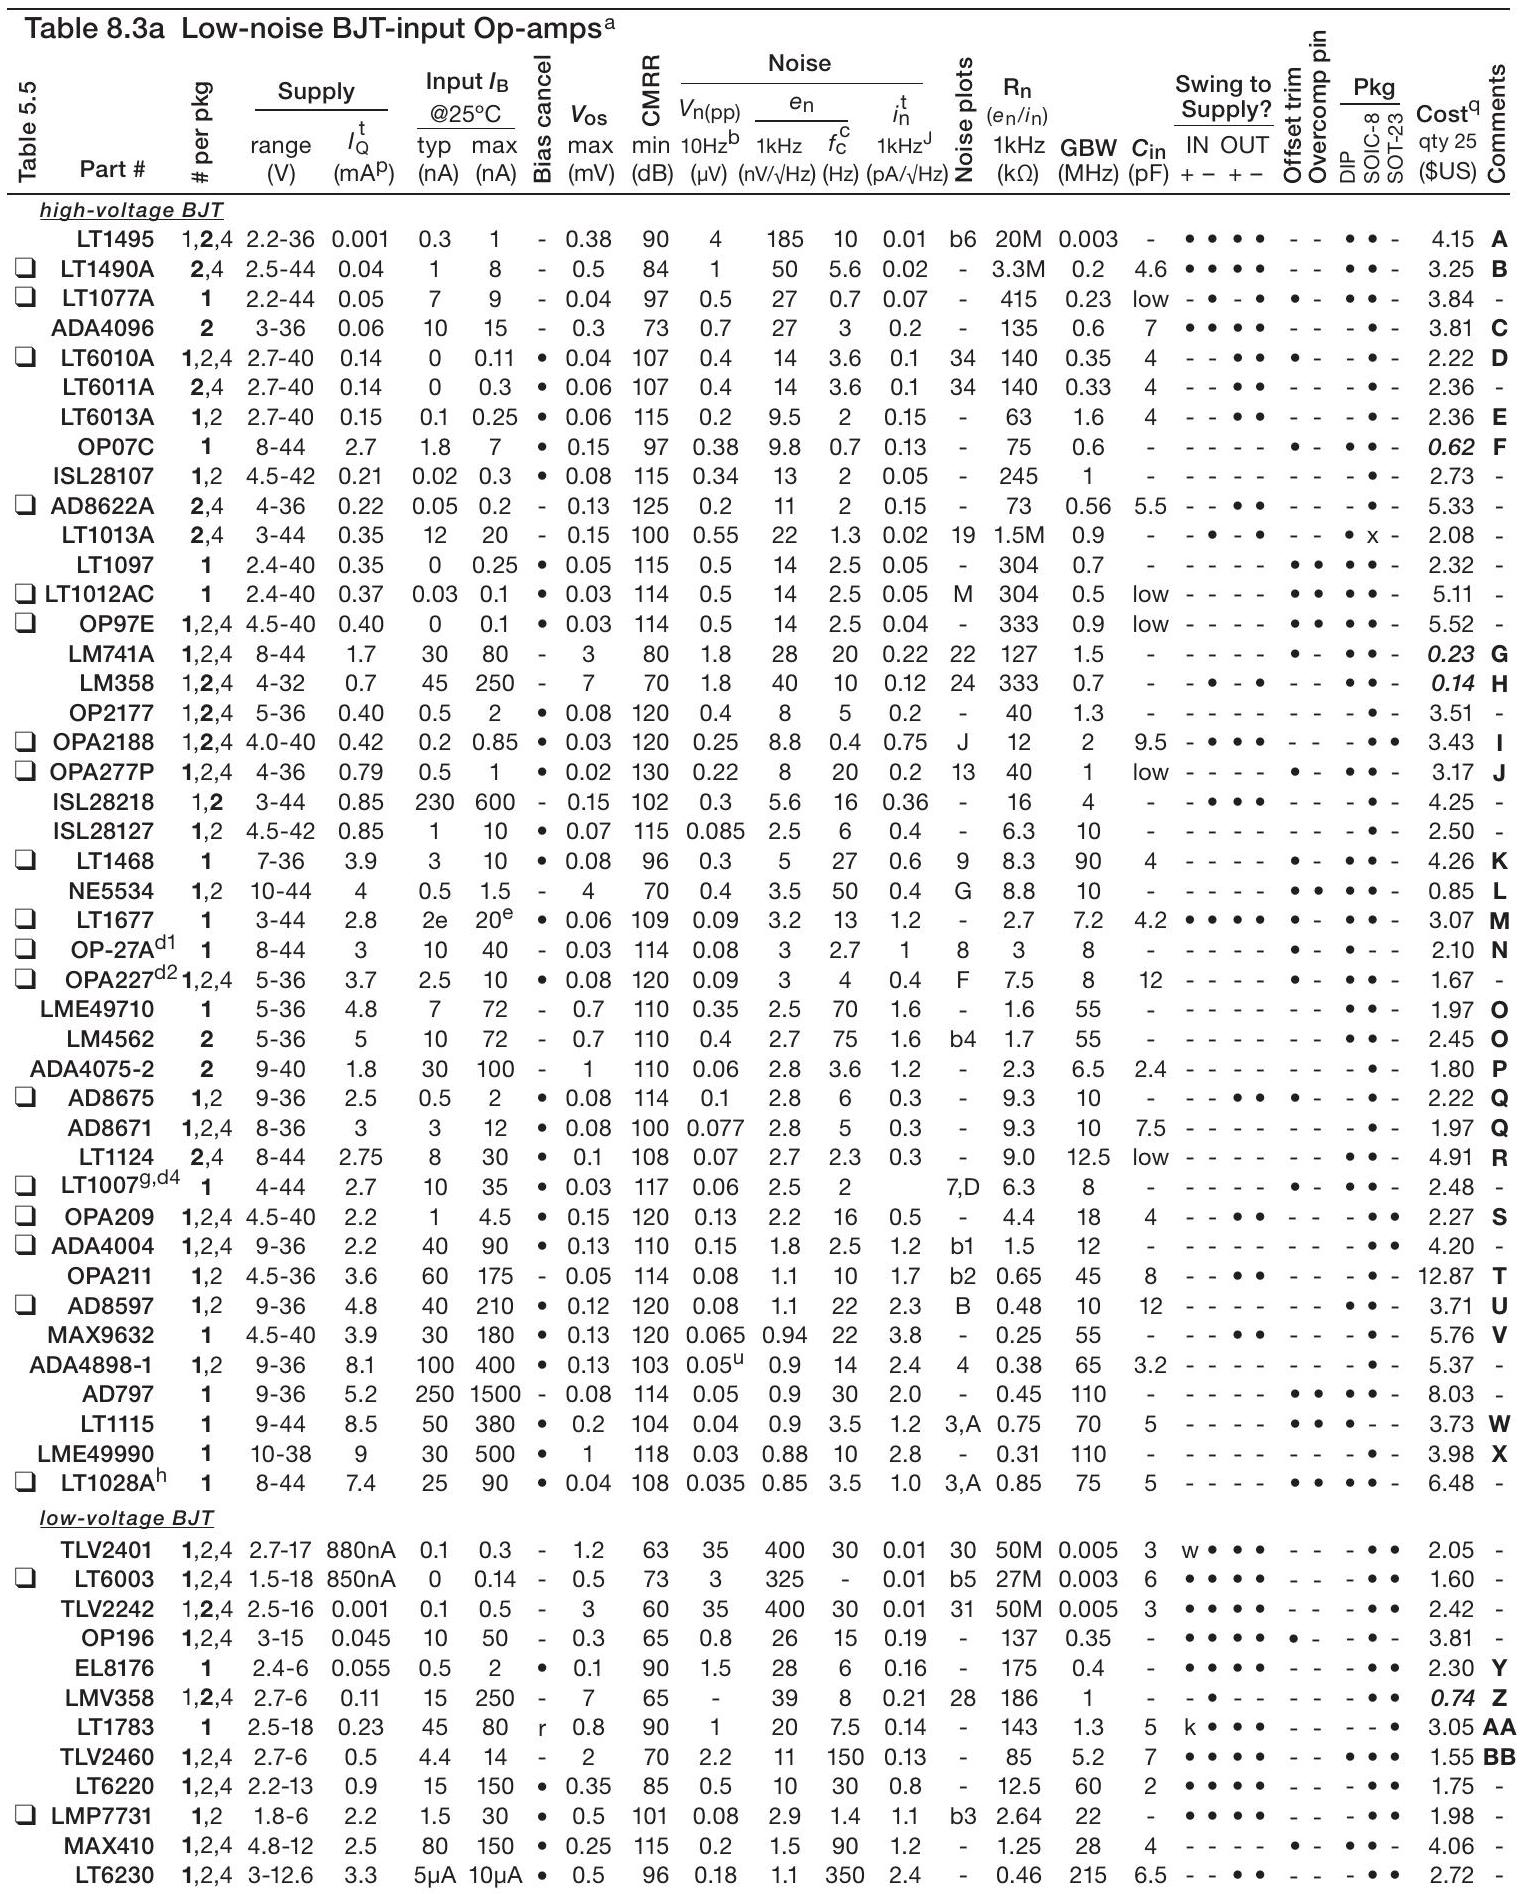 Table 8.3a Low-noise BJT-input Op-amps a
Table 5.5 Part # # per pkg Supply range (V) I Q t (mA p) Input I B @25°C typ (nA) max (nA) Bias cancel V os max (mV) CMRR min (dB) Noise V n(pp) 10Hz b (µV) e n 1kHz (nV/√Hz) f c c (Hz) i n t 1kHz J (pA/√Hz) Noise plots R n (e n/i n) 1kHz (kΩ) GBW (MHz) C in (pF) Swing to Supply? IN OUT + − + − Offset trim Overcomp pin Pkg DIP SOIC-8 SOT-23 Cost q qty 25 ($US) Comments
high-voltage BJT
LT1495 1,2,4 2.2-36 0.001 0.3 1 - 0.38 90 4 185 10 0.01 b6 20M 0.003 - • • • • - - • • - 4.15 A
❑ LT1490A 2,4 2.5-44 0.04 1 8 - 0.5 84 1 50 5.6 0.02 - 3.3M 0.2 4.6 • • • • - - • • - 3.25 B
❑ LT1077A 1 2.2-44 0.05 7 9 - 0.04 97 0.5 27 0.7 0.07 - 415 0.23 low - • - • • - • • - 3.84 -
ADA4096 2 3-36 0.06 10 15 - 0.3 73 0.7 27 3 0.2 - 135 0.6 7 • • • • - - - • - 3.81 C
❑ LT6010A 1,2,4 2.7-40 0.14 0 0.11 • 0.04 107 0.4 14 3.6 0.1 34 140 0.35 4 - - • • • - - • - 2.22 D
LT6011A 2,4 2.7-40 0.14 0 0.3 • 0.06 107 0.4 14 3.6 0.1 34 140 0.33 4 - - • • - - - • - 2.36 -
LT6013A 1,2 2.7-40 0.15 0.1 0.25 • 0.06 115 0.2 9.5 2 0.15 - 63 1.6 4 - - • • - - - • - 2.36 E
OP07C 1 8-44 2.7 1.8 7 • 0.15 97 0.38 9.8 0.7 0.13 - 75 0.6 - - - - - • - • • - 0.62 F
ISL28107 1,2 4.5-42 0.21 0.02 0.3 • 0.08 115 0.34 13 2 0.05 - 245 1 - - - - - - - - • - 2.73 -
❑ AD8622A 2,4 4-36 0.22 0.05 0.2 - 0.13 125 0.2 11 2 0.15 - 73 0.56 5.5 - - • • - - - • - 5.33 -
LT1013A 2,4 3-44 0.35 12 20 - 0.15 100 0.55 22 1.3 0.02 19 1.5M 0.9 - - • - • - - • x - 2.08 -
LT1097 1 2.4-40 0.35 0 0.25 • 0.05 115 0.5 14 2.5 0.05 - 304 0.7 - - - - - • • • • - 2.32 -
❑ LT1012AC 1 2.4-40 0.37 0.03 0.1 • 0.03 114 0.5 14 2.5 0.05 M 304 0.5 low - - - - • • • • - 5.11 -
❑ OP97E 1,2,4 4.5-40 0.40 0 0.1 • 0.03 114 0.5 14 2.5 0.04 - 333 0.9 low - - - - • • • • - 5.52 -
LM741A 1,2,4 8-44 1.7 30 80 - 3 80 1.8 28 20 0.22 22 127 1.5 - - - - - • - • • - 0.23 G
LM358 1,2,4 4-32 0.7 45 250 - 7 70 1.8 40 10 0.12 24 333 0.7 - - • - • - - • • - 0.14 H
OP2177 1,2,4 5-36 0.40 0.5 2 • 0.08 120 0.4 8 5 0.2 - 40 1.3 - - - - - - - - • - 3.51 -
❑ OPA2188 1,2,4 4.0-40 0.42 0.2 0.85 • 0.03 120 0.25 8.8 0.4 0.75 J 12 2 9.5 - • • • - - - • • 3.43 I
❑ OPA277P 1,2,4 4-36 0.79 0.5 1 • 0.02 130 0.22 8 20 0.2 13 40 1 low - - - - • - • • - 3.17 J
ISL28218 1,2 3-44 0.85 230 600 - 0.15 102 0.3 5.6 16 0.36 - 16 4 - - • • • - - - • - 4.25 -
ISL28127 1,2 4.5-42 0.85 1 10 • 0.07 115 0.085 2.5 6 0.4 - 6.3 10 - - - - - - - - • - 2.50 -
❑ LT1468 1 7-36 3.9 3 10 • 0.08 96 0.3 5 27 0.6 9 8.3 90 4 - - - - • - • • - 4.26 K
NE5534 1,2 10-44 4 0.5 1.5 - 4 70 0.4 3.5 50 0.4 G 8.8 10 - - - - - • • • • - 0.85 L
❑ LT1677 1 3-44 2.8 2e 20 e • 0.06 109 0.09 3.2 13 1.2 - 2.7 7.2 4.2 • • • • • - • • - 3.07 M
❑ OP-27A d1 1 8-44 3 10 40 - 0.03 114 0.08 3 2.7 1 8 3 8 - - - - - • - • - - 2.10 N
❑ OPA227 d2 1,2,4 5-36 3.7 2.5 10 • 0.08 120 0.09 3 4 0.4 F 7.5 8 12 - - - - • - • • - 1.67 -
LME49710 1 5-36 4.8 7 72 - 0.7 110 0.35 2.5 70 1.6 - 1.6 55 - - - - - - - • • - 1.97 O
LM4562 2 5-36 5 10 72 - 0.7 110 0.4 2.7 75 1.6 b4 1.7 55 - - - - - - - • • - 2.45 O
ADA4075-2 2 9-40 1.8 30 100 - 1 110 0.06 2.8 3.6 1.2 - 2.3 6.5 2.4 - - - - - - - • - 1.80 P
❑ AD8675 1,2 9-36 2.5 0.5 2 • 0.08 114 0.1 2.8 6 0.3 - 9.3 10 - - - • • • - - • - 2.22 Q
AD8671 1,2,4 8-36 3 3 12 • 0.08 100 0.077 2.8 5 0.3 - 9.3 10 7.5 - - - - - - - • - 1.97 Q
LT1124 2,4 8-44 2.75 8 30 • 0.1 108 0.07 2.7 2.3 0.3 - 9.0 12.5 low - - - - - - • • - 4.91 R
❑ LT1007 g,d4 1 4-44 2.7 10 35 • 0.03 117 0.06 2.5 2 7,D 6.3 8 - - - - - • - • • - 2.48 -
❑ OPA209 1,2,4 4.5-40 2.2 1 4.5 • 0.15 120 0.13 2.2 16 0.5 - 4.4 18 4 - - • • - - - • • 2.27 S
❑ ADA4004 1,2,4 9-36 2.2 40 90 • 0.13 110 0.15 1.8 2.5 1.2 b1 1.5 12 - - - - - - - - • • 4.20 -
OPA211 1,2 4.5-36 3.6 60 175 - 0.05 114 0.08 1.1 10 1.7 b2 0.65 45 8 - - • • - - - • - 12.87 T
❑ AD8597 1,2 9-36 4.8 40 210 • 0.12 120 0.08 1.1 22 2.3 B 0.48 10 12 - - - - - - • • - 3.71 U
MAX9632 1 4.5-40 3.9 30 180 • 0.13 120 0.065 0.94 22 3.8 - 0.25 55 - - - • • - - - • - 5.76 V
ADA4898-1 1,2 9-36 8.1 100 400 • 0.13 103 0.05 u 0.9 14 2.4 4 0.38 65 3.2 - - - - - - - • - 5.37 -
AD797 1 9-36 5.2 250 1500 - 0.08 114 0.05 0.9 30 2.0 - 0.45 110 - - - - - • • • • - 8.03 -
LT1115 1 9-44 8.5 50 380 • 0.2 104 0.04 0.9 3.5 1.2 3,A 0.75 70 5 - - - - • • • - - 3.73 W
LME49990 1 10-38 9 30 500 • 1 118 0.03 0.88 10 2.8 - 0.31 110 - - - - - - - - • - 3.98 X
❑ LT1028A h 1 8-44 7.4 25 90 • 0.04 108 0.035 0.85 3.5 1.0 3,A 0.85 75 5 - - - - • • • • - 6.48 -
low-voltage BJT
TLV2401 1,2,4 2.7-17 880nA 0.1 0.3 - 1.2 63 35 400 30 0.01 30 50M 0.005 3 w • • • - - - • • 2.05 -
❑ LT6003 1,2,4 1.5-18 850nA 0 0.14 - 0.5 73 3 325 - 0.01 b5 27M 0.003 6 • • • • - - - • • 1.60 -
TLV2242 1,2,4 2.5-16 0.001 0.1 0.5 - 3 60 35 400 30 0.01 31 50M 0.005 3 • • • • - - - • • 2.42 -
OP196 1,2,4 3-15 0.045 10 50 - 0.3 65 0.8 26 15 0.19 - 137 0.35 - • • • • • - - • - 3.81 -
EL8176 1 2.4-6 0.055 0.5 2 • 0.1 90 1.5 28 6 0.16 - 175 0.4 - • • • • - - - • • 2.30 Y
LMV358 1,2,4 2.7-6 0.11 15 250 - 7 65 - 39 8 0.21 28 186 1 - - • - - - - • • 0.74 Z
LT1783 1 2.5-18 0.23 45 80 r 0.8 90 1 20 7.5 0.14 - 143 1.3 5 k • • • - - - - • 3.05 AA
TLV2460 1,2,4 2.7-6 0.5 4.4 14 - 2 70 2.2 11 150 0.13 - 85 5.2 7 • • • • - - • • • 1.55 BB
LT6220 1,2,4 2.2-13 0.9 15 150 • 0.35 85 0.5 10 30 0.8 - 12.5 60 2 • • • • - - - • • 1.75 -
❑ LMP7731 1,2 1.8-6 2.2 1.5 30 • 0.5 101 0.08 2.9 1.4 1.1 b3 2.64 22 - • • • • - - - • • 1.98 -
MAX410 1,2,4 4.8-12 2.5 80 150 • 0.25 115 0.2 1.5 90 1.2 - 1.25 28 4 - - - - • - • • - 4.06 -
LT6230 1,2,4 3-12.6 3.3 5µA 10µA • 0.5 96 0.18 1.1 350 2.4 - 0.46 215 6.5 - - • • - - - • • 2.72 -